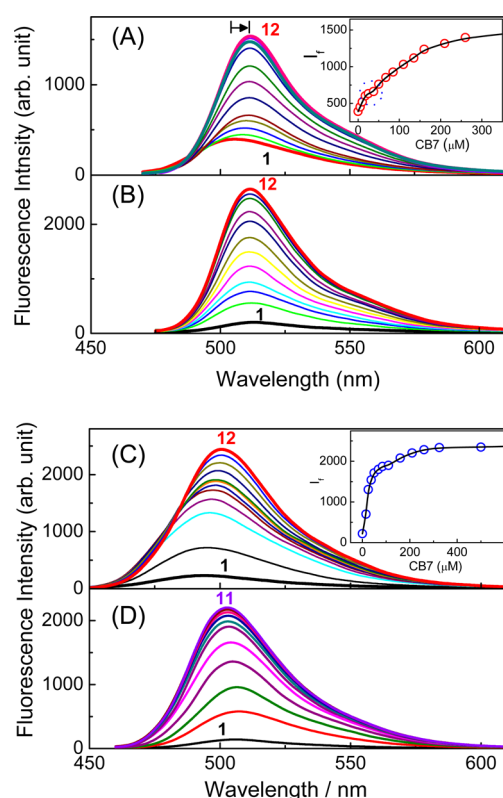 (A)
12
1
Fluorescence Intnsity (arb. unit)
1000
0
I_f
1500
1000
500
0 100 200 300
CB7 (μM)
(B)
12
1
2000
0
450 500 550 600
Wavelength (nm)
(C)
12
1
Fluorescence Intensity (arb. unit)
2000
1000
0
I_f
2000
1000
0
0 200 400
CB7 (μM)
(D)
11
1
2000
1000
0
450 500 550 600
Wavelength / nm